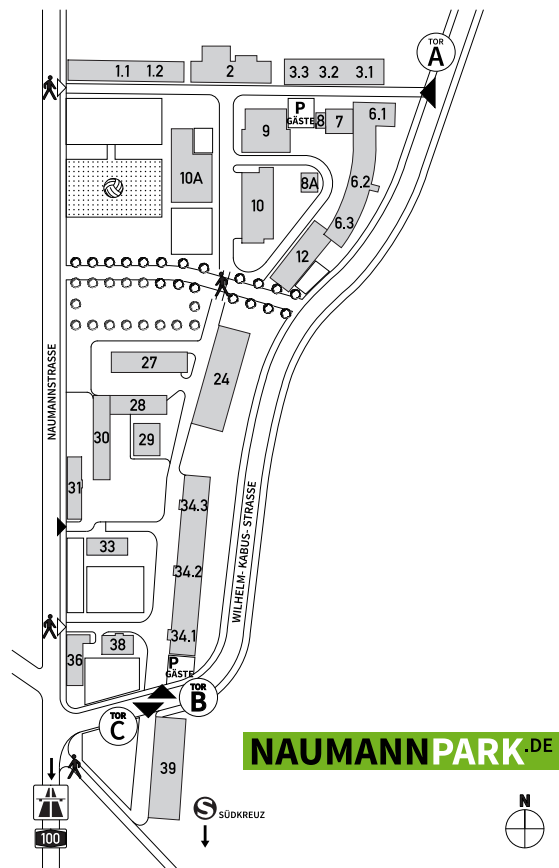 TOR
A
1.1 1.2
2
3.3 3.2 3.1
P
GÄSTE
8
7
6.1
9
10A
10
8A
6.2
6.3
12
27
24
28
30
29
31
NAUMANNSTRASSE
WILHELM- KABUS- STRASSE
34.3
33
34.2
34.1
36
38
P
GÄSTE
TOR
B
TOR
C
39
NAUMANNPARK.DE
100
S SÜDKREUZ
N